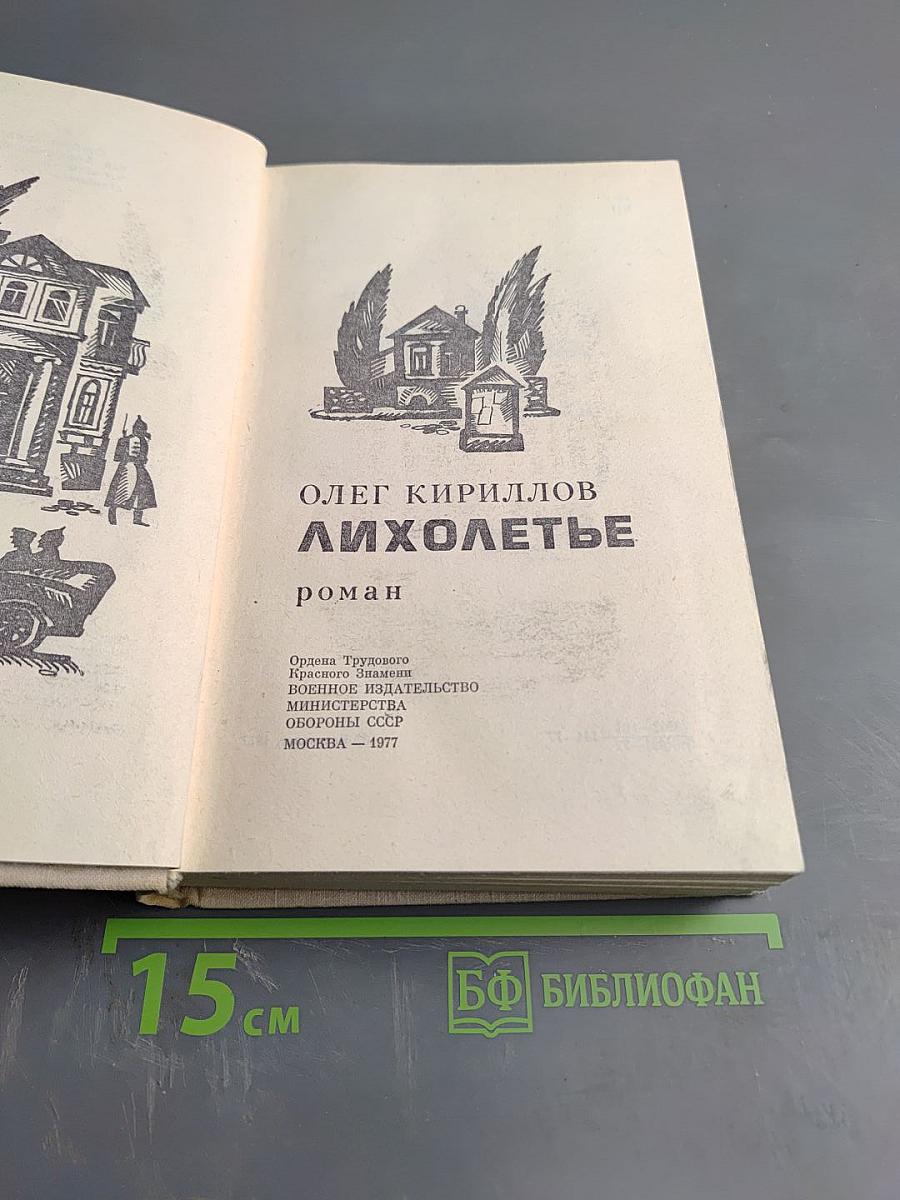 ОЛЕГ КИРИЛЛОВ
ЛИХОЛЕТЬЕ
роман
Ордена Трудового
Красного Знамени
ВОЕННОЕ ИЗДАТЕЛЬСТВО
МИНИСТЕРСТВА
ОБОРОНЫ СССР
МОСКВА — 1977
15 см
БФ БИБЛИОФАН